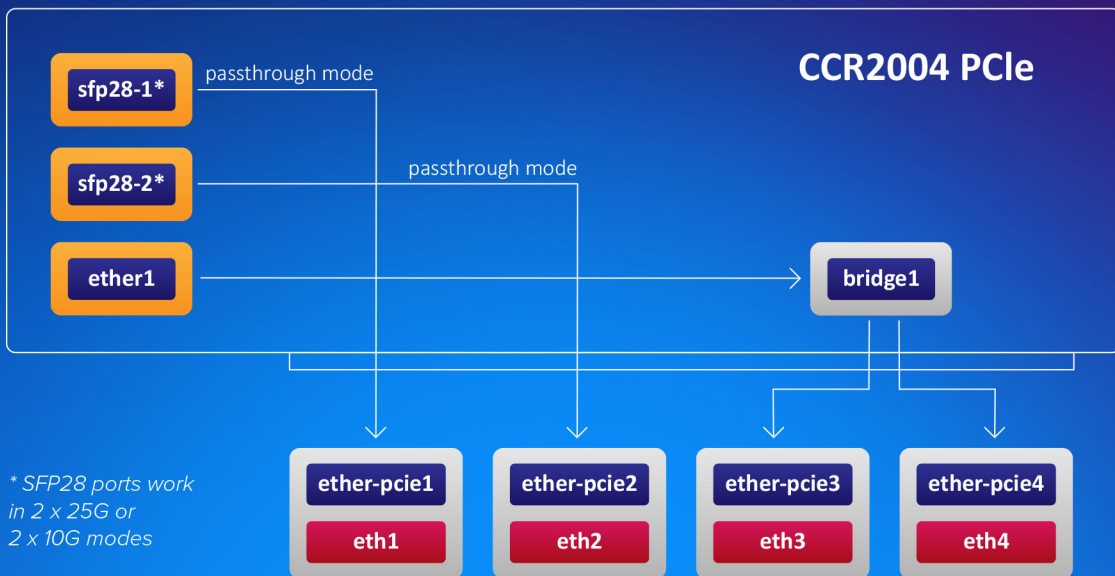 CCR2004 PCIe
sfp28-1*
passthrough mode
sfp28-2*
passthrough mode
ether1
bridge1
* SFP28 ports work
in 2 x 25G or
2 x 10G modes
ether-pcie1
eth1
ether-pcie2
eth2
ether-pcie3
eth3
ether-pcie4
eth4